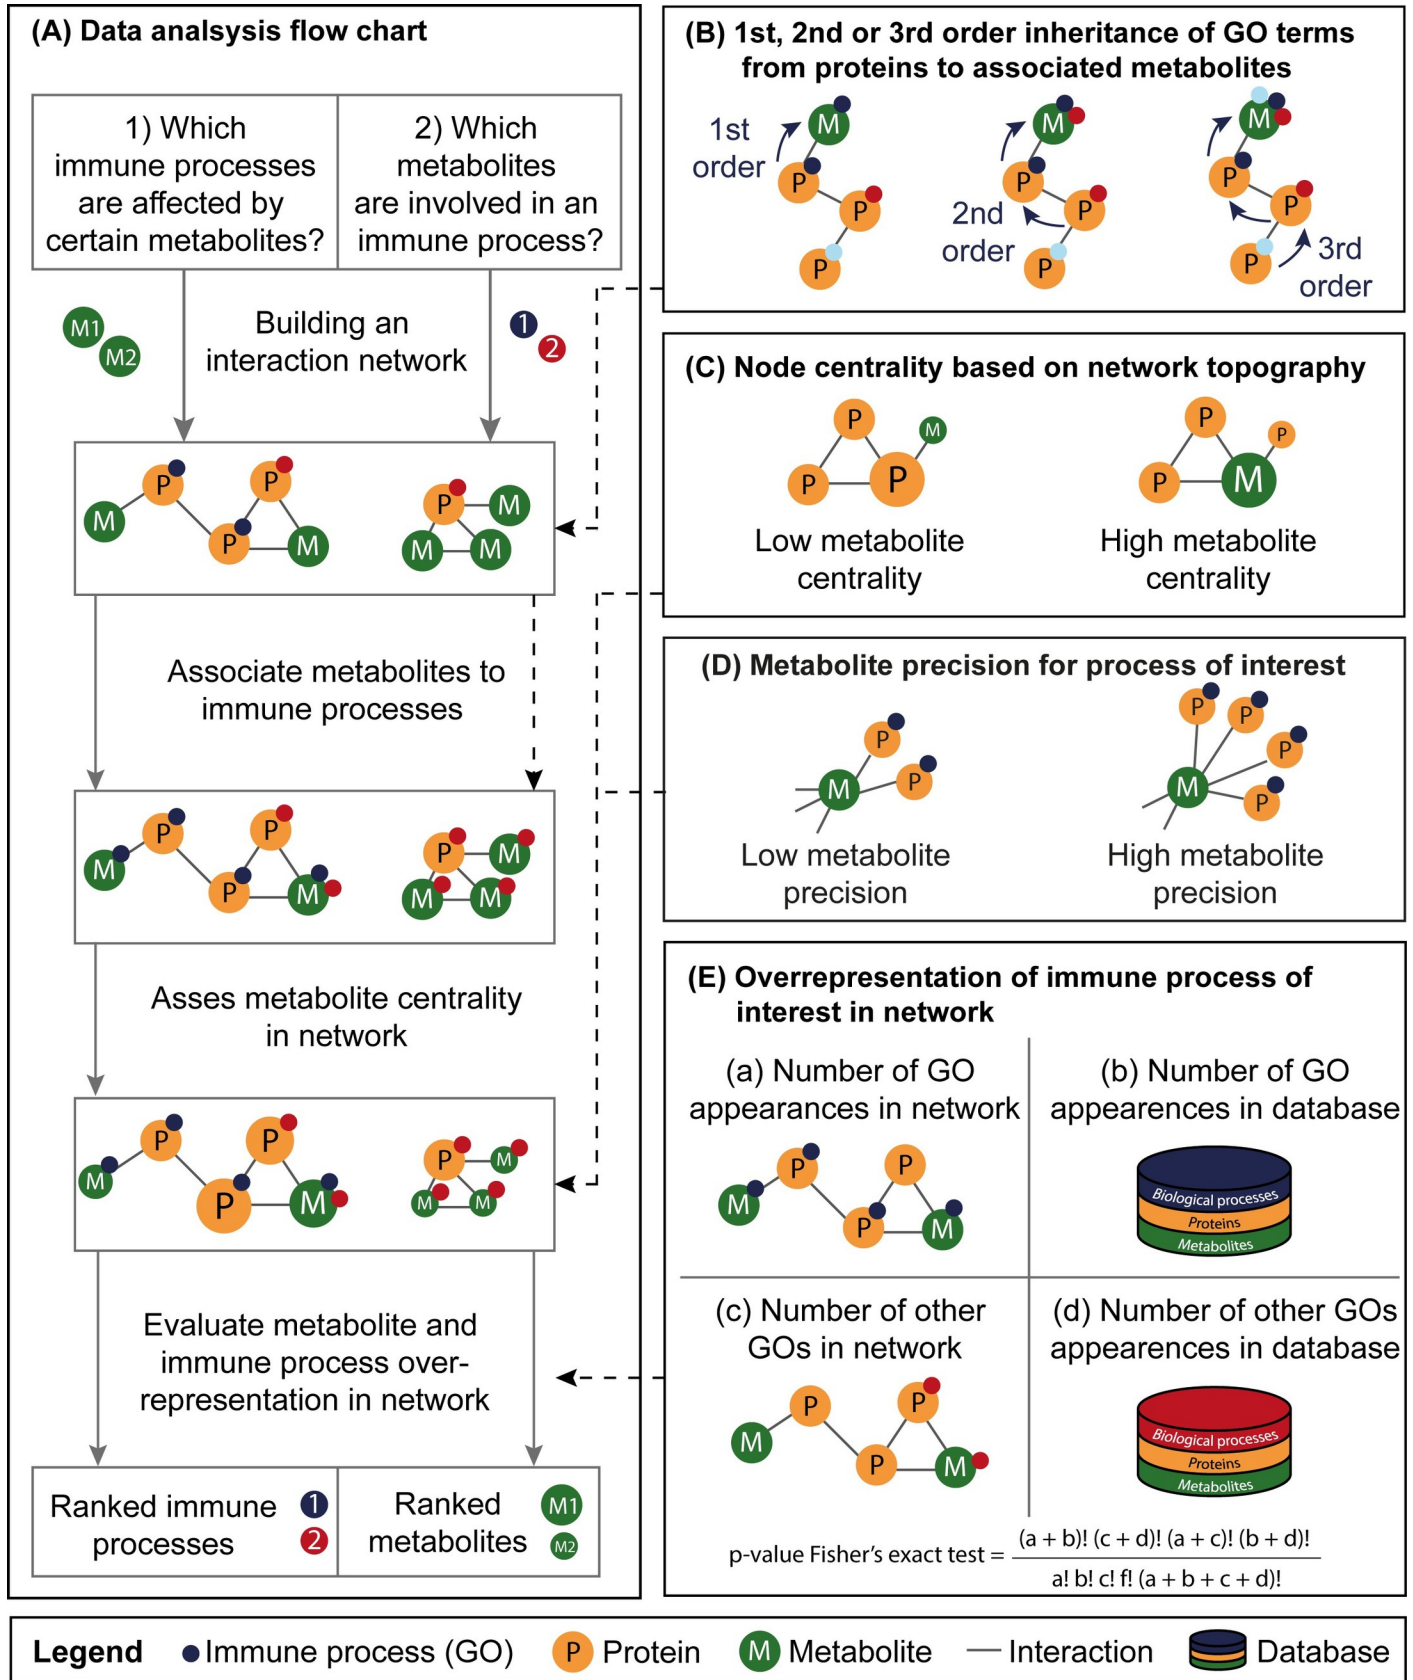 (A) Data analsysis flow chart
1) Which
immune processes
are affected by
certain metabolites?
2) Which
metabolites
are involved in an
immune process?
M1
M2
Building an
interaction network
1
2
M
P
P
P
M
P
M
M
M
Associate metabolites to
immune processes
M
P
P
P
M
P
M
M
M
Asses metabolite centrality
in network
M
P
P
P
M
P
M
M
M
Evaluate metabolite and
immune process over-
representation in network
Ranked immune
processes
1
2
Ranked
metabolites
M1
M2
(B) 1st, 2nd or 3rd order inheritance of GO terms
from proteins to associated metabolites
1st
order
M
P
P
P
2nd
order
M
P
P
P
3rd
order
M
P
P
P
(C) Node centrality based on network topography
P
P
P
M
Low metabolite
centrality
P
P
M
P
High metabolite
centrality
(D) Metabolite precision for process of interest
M
P
P
Low metabolite
precision
M
P
P
P
P
High metabolite
precision
(E) Overrepresentation of immune process of
interest in network
(a) Number of GO
appearances in network
M
P
P
P
M
(b) Number of GO
appearences in database
Biological processes
Proteins
Metabolites
(c) Number of other
GOs in network
M
P
P
P
M
(d) Number of other GOs
appearences in database
Biological processes
Proteins
Metabolites
p-value Fisher's exact test = (a + b)! (c + d)! (a + c)! (b + d)!
a! b! c! f! (a + b + c + d)!
Legend
Immune process (GO)
P Protein
M Metabolite
Interaction
Database